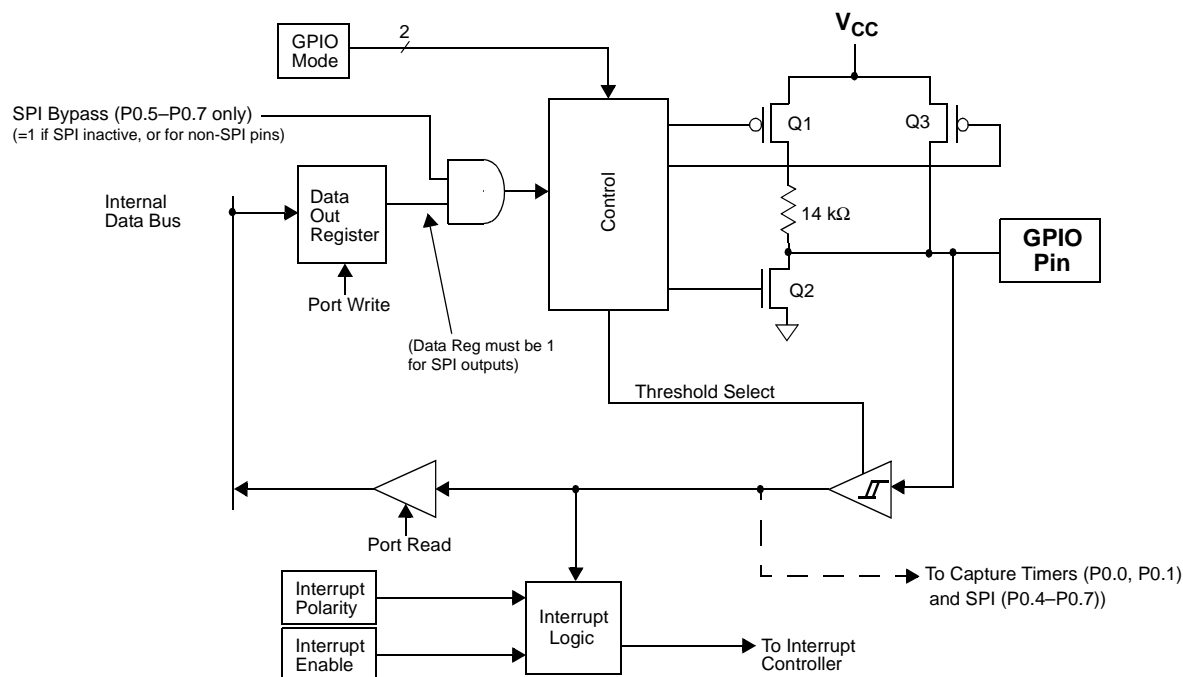 GPIO
Mode
2
V_CC
SPI Bypass (P0.5–P0.7 only)
(=1 if SPI inactive, or for non-SPI pins)
Q1
Q3
Internal
Data Bus
Data
Out
Register
Control
14 kΩ
GPIO
Pin
Port Write
Q2
(Data Reg must be 1
for SPI outputs)
Threshold Select
Port Read
To Capture Timers (P0.0, P0.1)
and SPI (P0.4–P0.7))
Interrupt
Polarity
Interrupt
Logic
Interrupt
Enable
To Interrupt
Controller